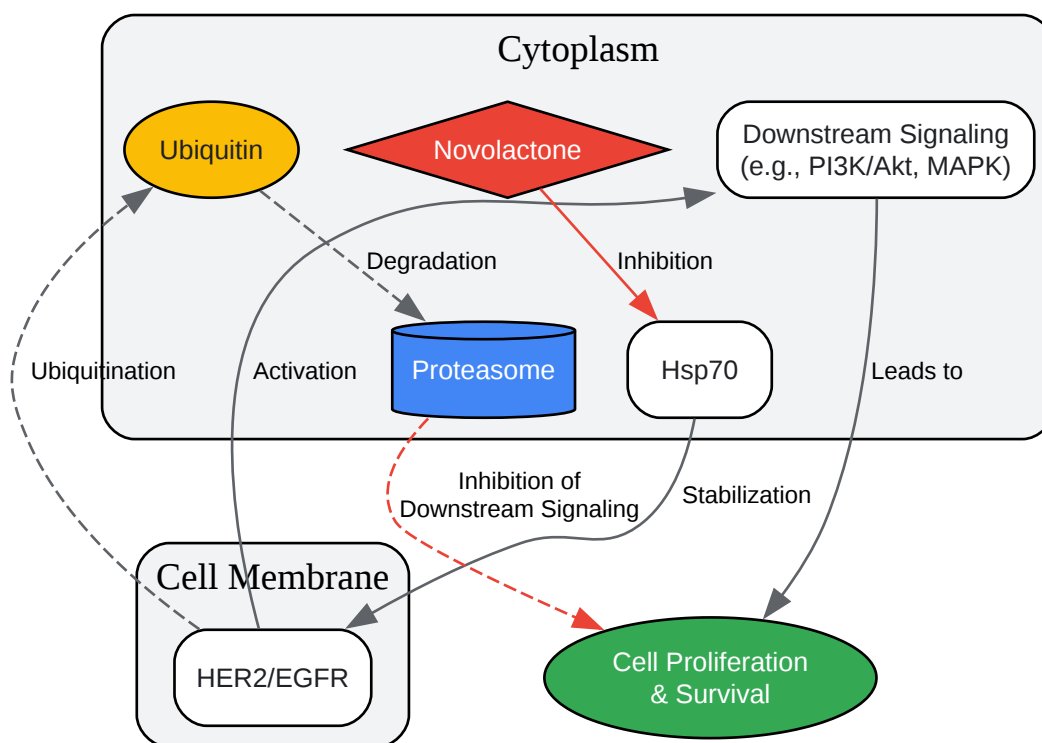 Cytoplasm
Ubiquitin
Novolactone
Downstream Signaling
(e.g., PI3K/Akt, MAPK)
Degradation
Inhibition
Ubiquitination
Activation
Proteasome
Hsp70
Leads to
Inhibition of
Downstream Signaling
Stabilization
Cell Membrane
HER2/EGFR
Cell Proliferation
& Survival